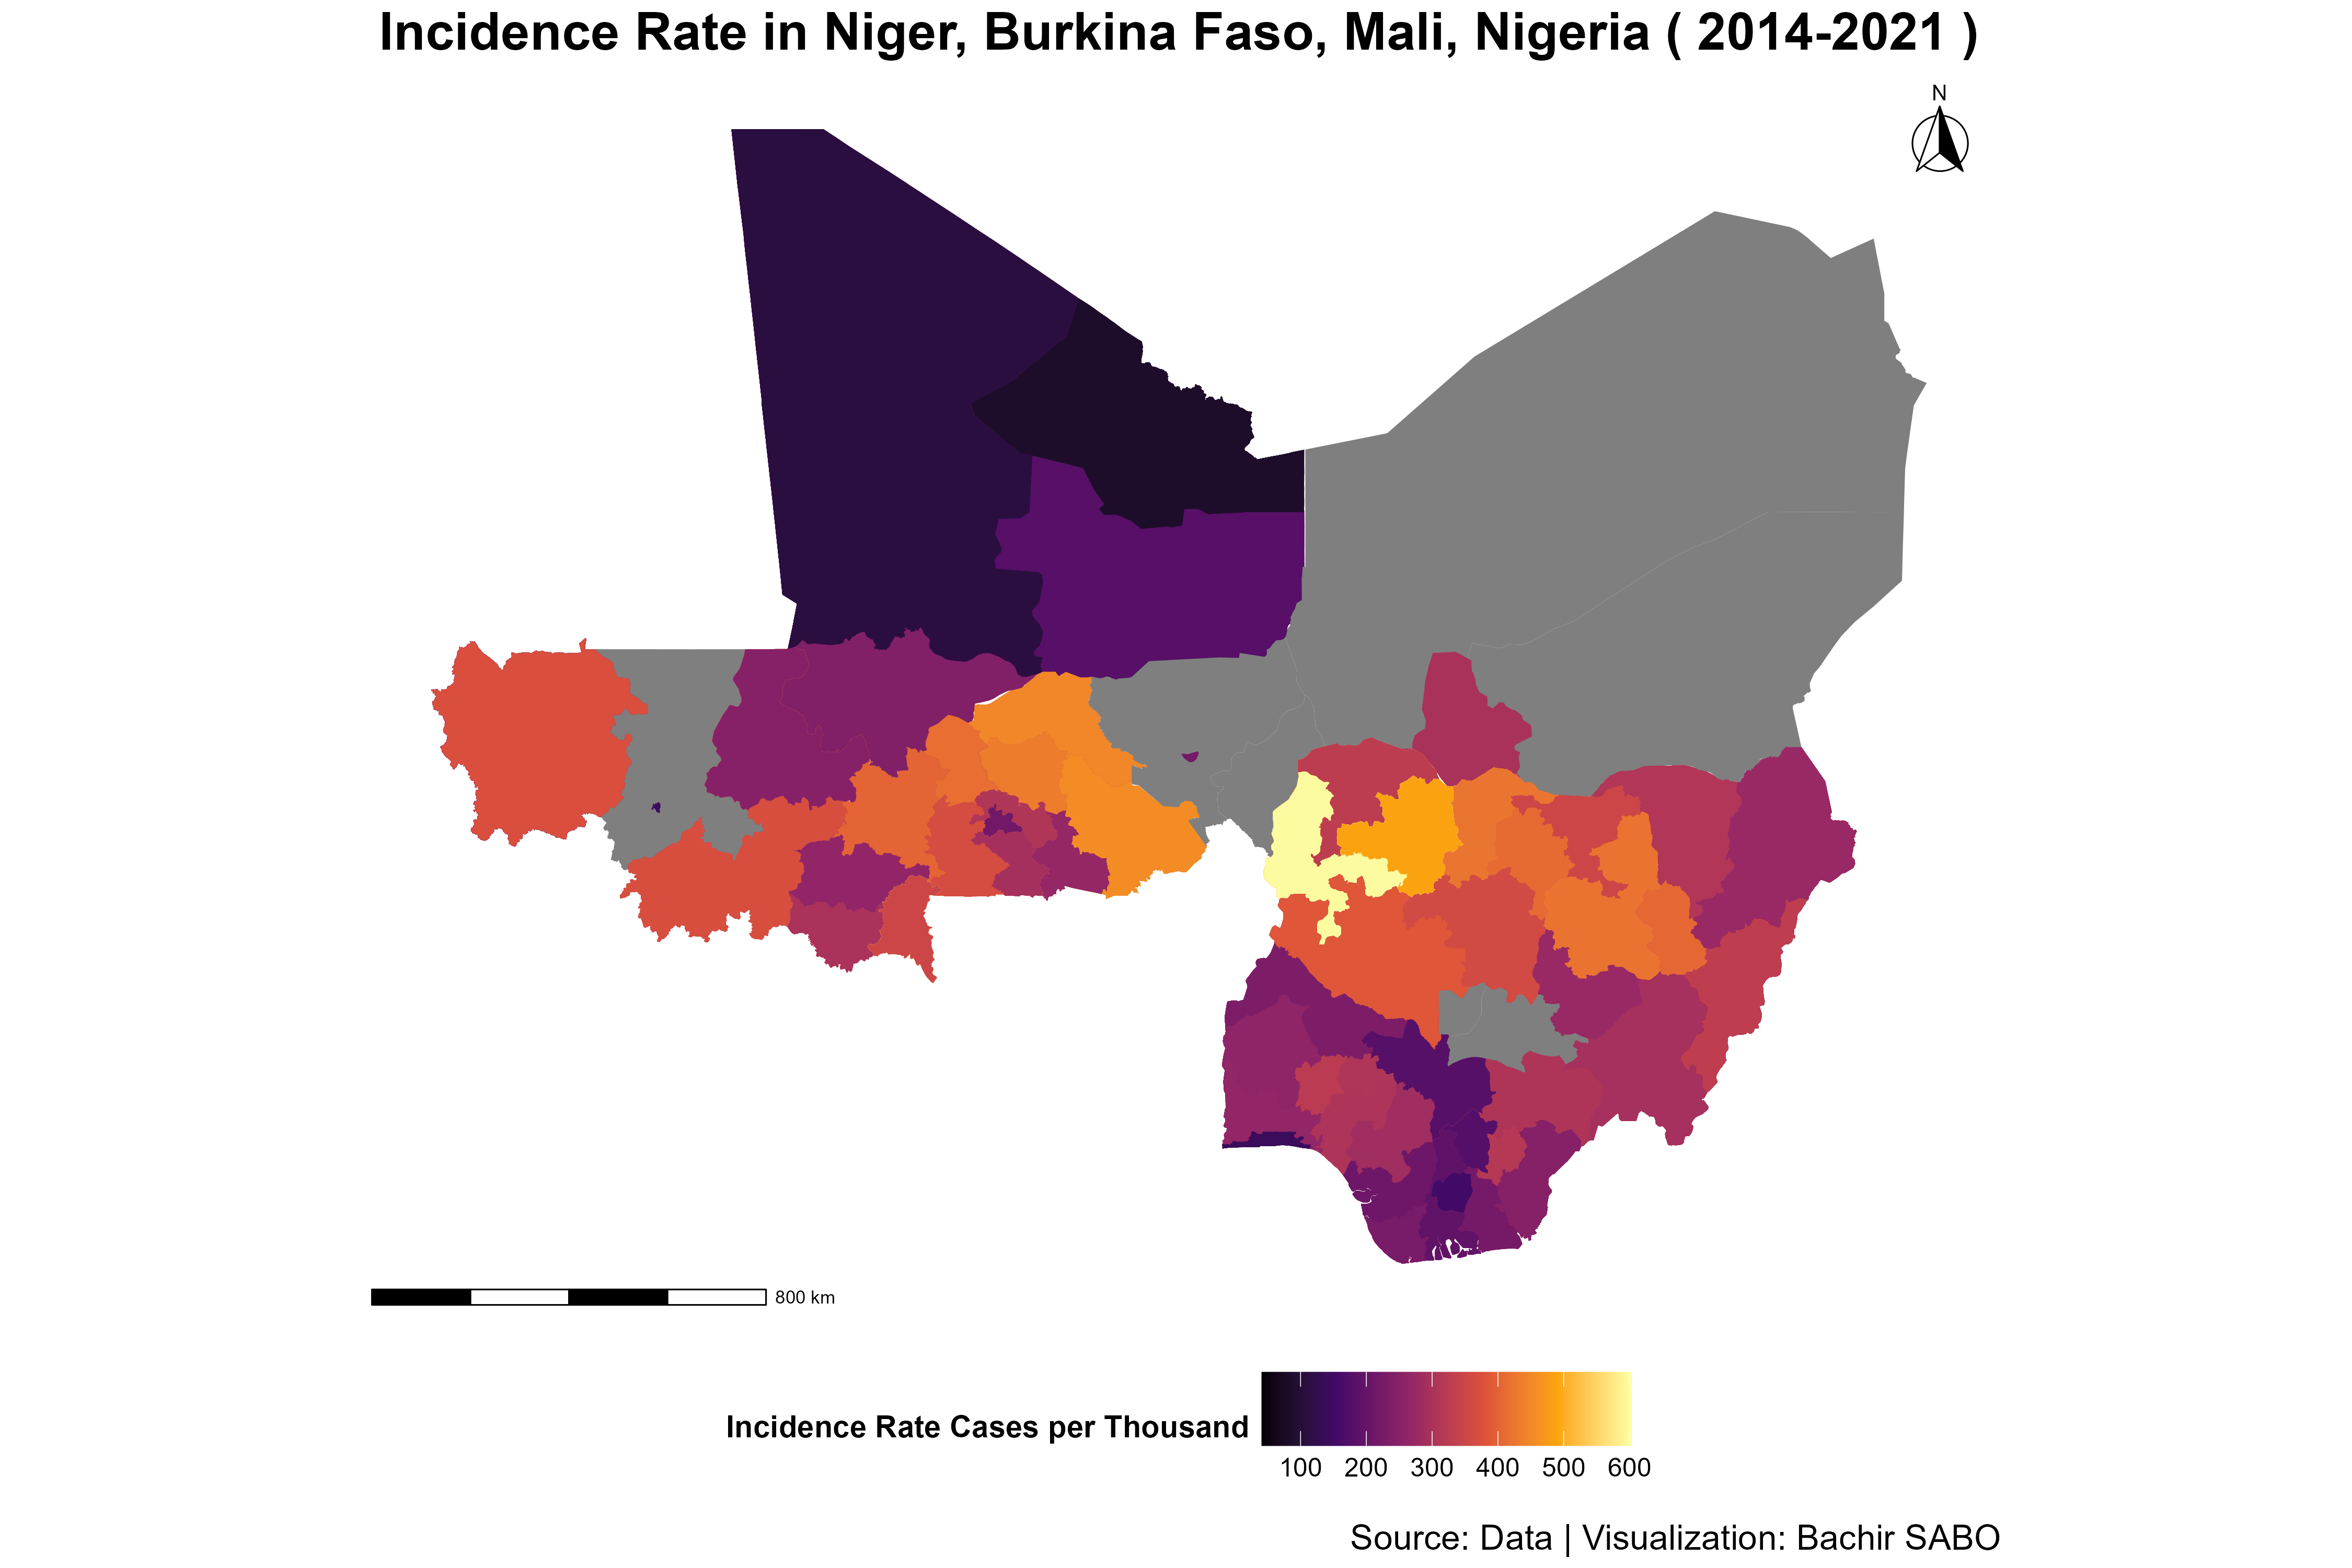 Incidence Rate in Niger, Burkina Faso, Mali, Nigeria ( 2014-2021 )
N
800 km
Incidence Rate Cases per Thousand
100 200 300 400 500 600
Source: Data | Visualization: Bachir SABO